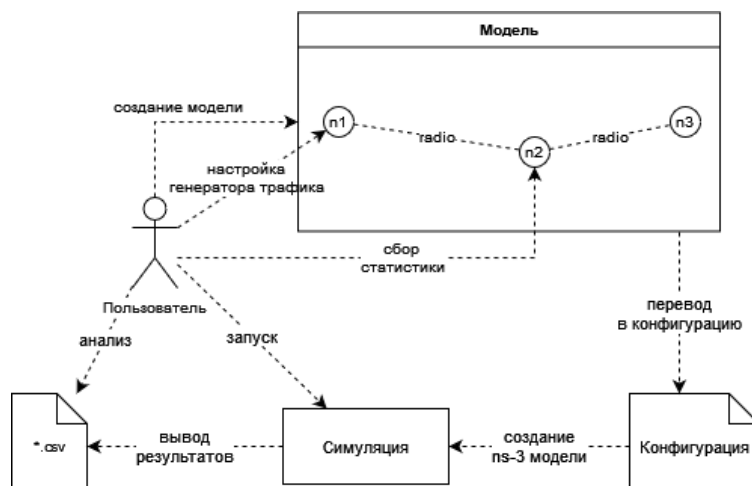 Модель
создание модели
n1
n3
radio
radio
n2
настройка
генератора трафика
сбор
статистики
Пользователь
перевод
в конфигурацию
анализ
запуск
*.csv
вывод
результатов
Симуляция
создание
ns-3 модели
Конфигурация